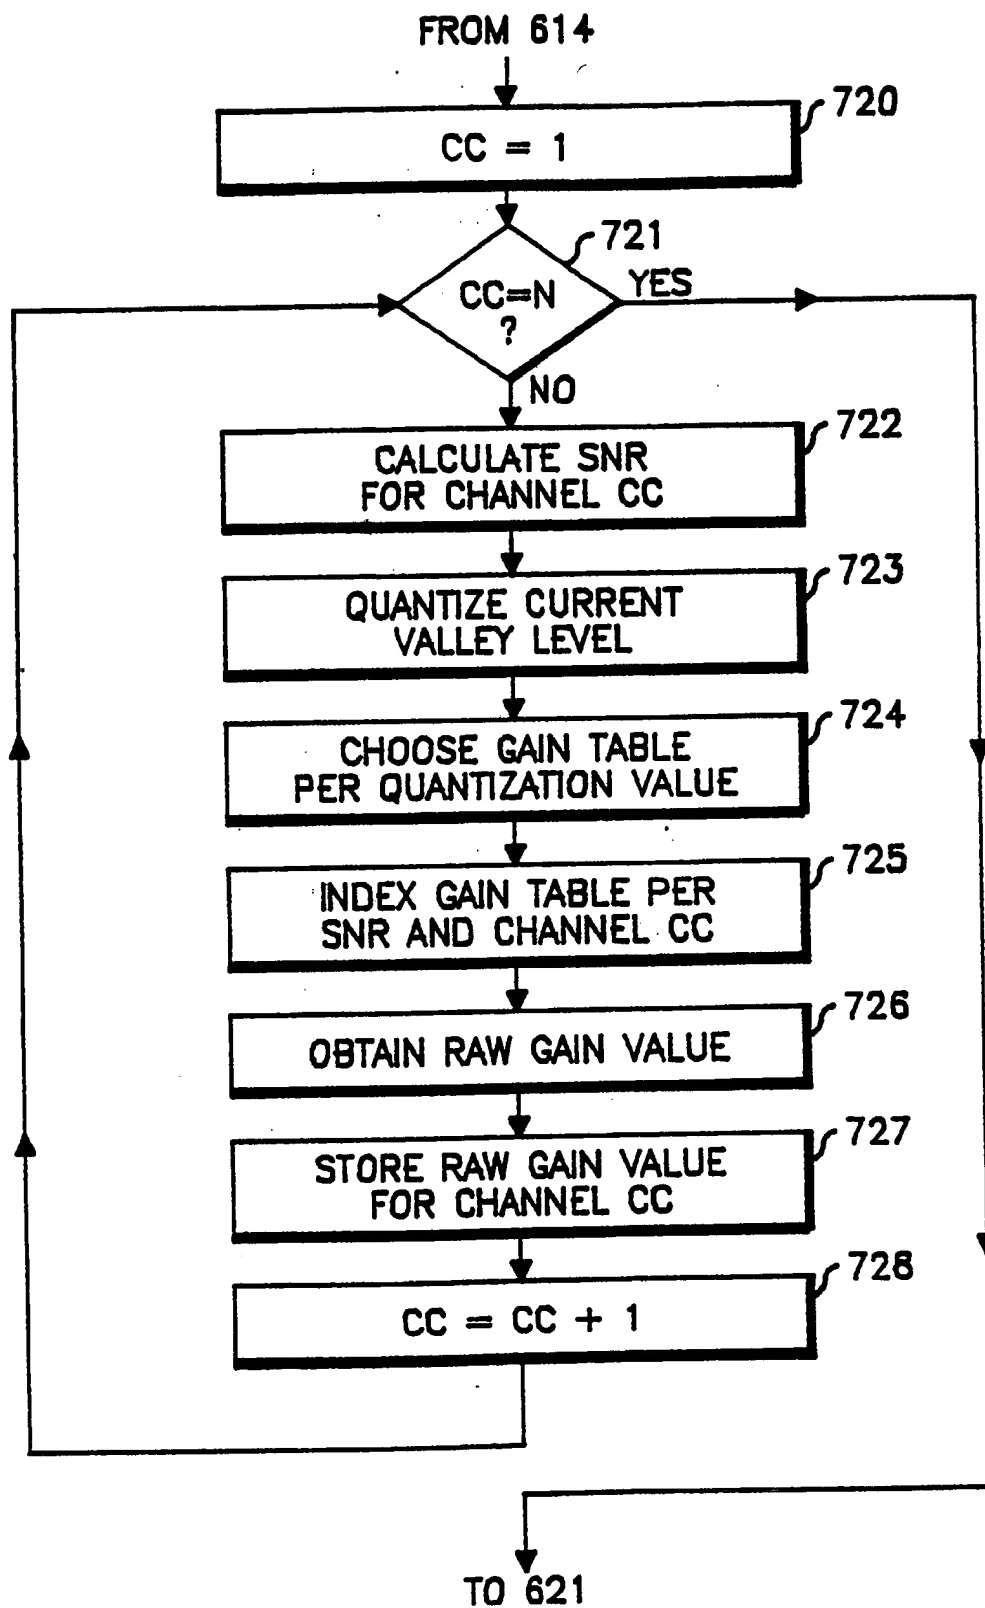 FROM 614
720
CC = 1
721
CC=N
?
YES
NO
722
CALCULATE SNR
FOR CHANNEL CC
723
QUANTIZE CURRENT
VALLEY LEVEL
724
CHOOSE GAIN TABLE
PER QUANTIZATION VALUE
725
INDEX GAIN TABLE PER
SNR AND CHANNEL CC
726
OBTAIN RAW GAIN VALUE
727
STORE RAW GAIN VALUE
FOR CHANNEL CC
728
CC = CC + 1
TO 621